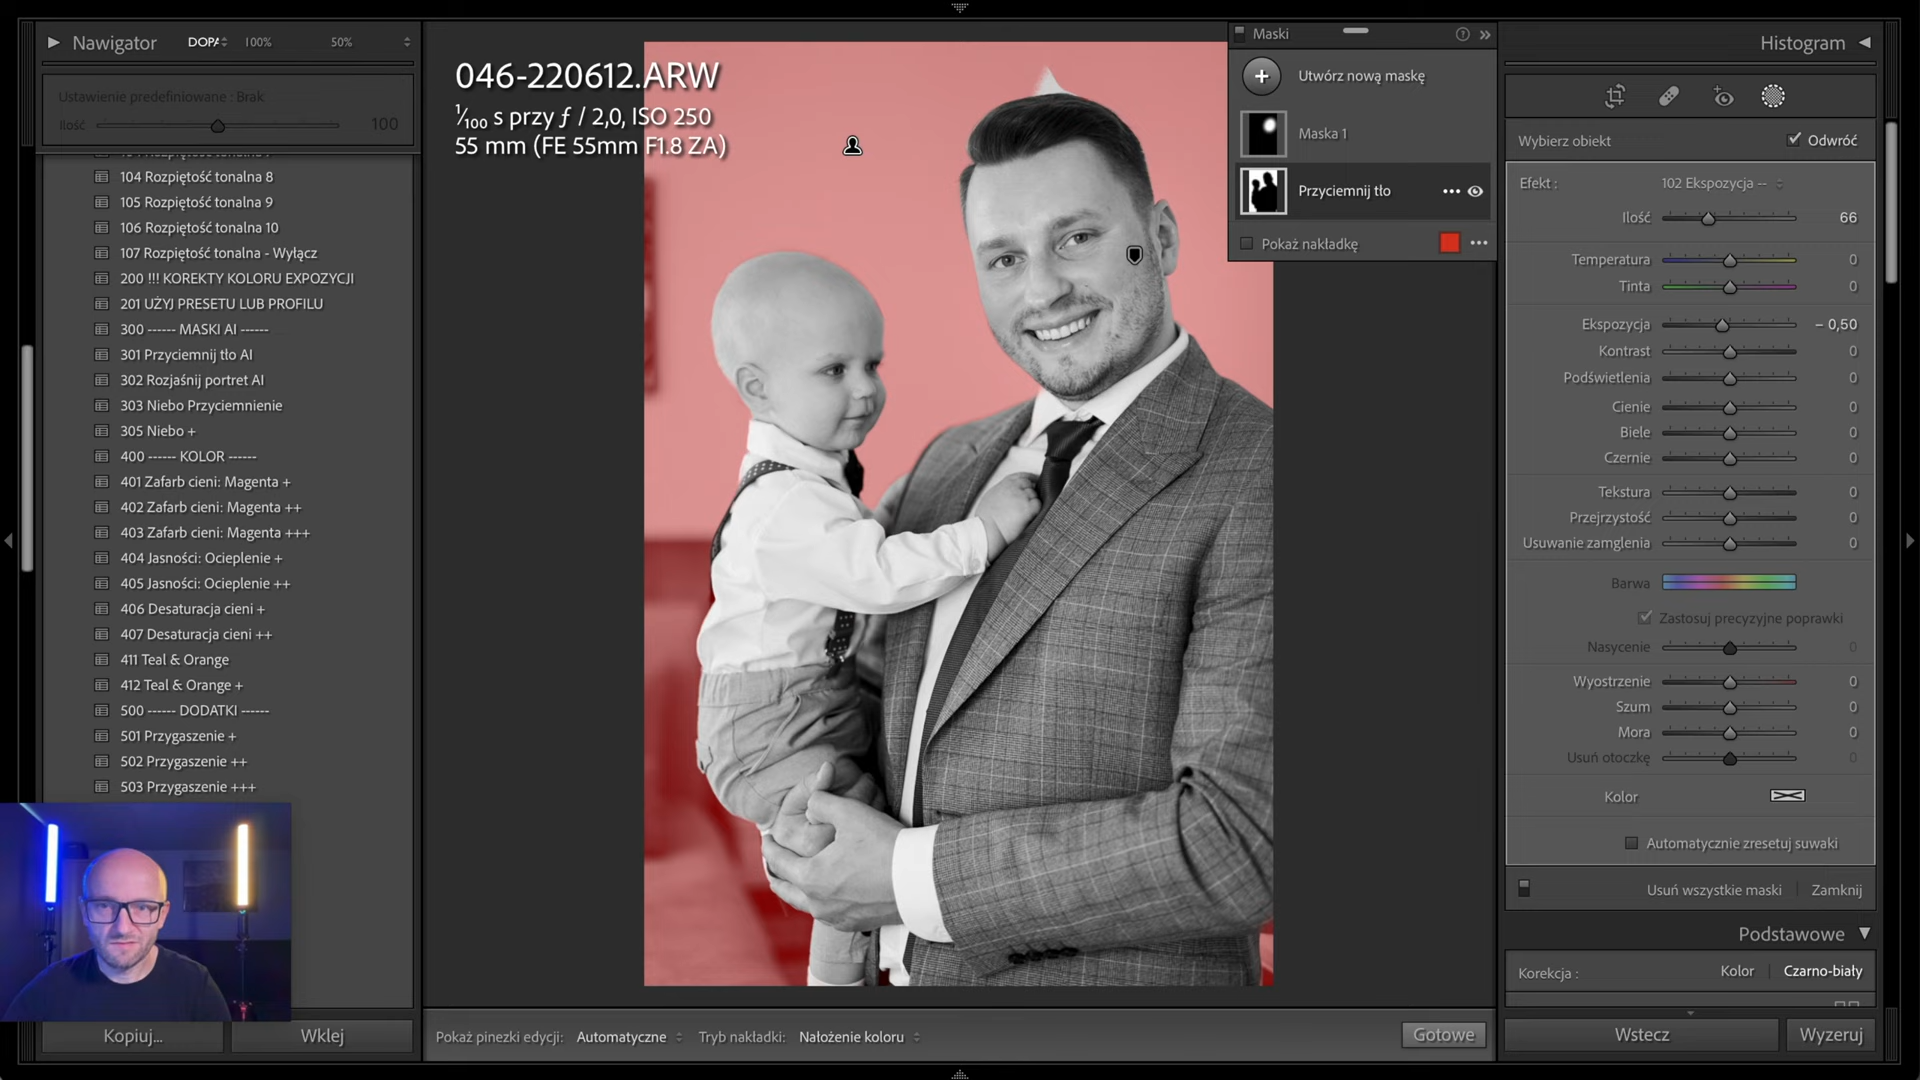 Nawigator DOPA 100% 50%
Ustawienie predefiniowane : Brak
Ilość 100
104 Rozpiętość tonalna 8
105 Rozpiętość tonalna 9
106 Rozpiętość tonalna 10
107 Rozpiętość tonalna - Wyłącz
200 !!! KOREKTY KOLORU EXPOZYCJI
201 UŻYJ PRESETU LUB PROFILU
300 ------ MASKI AI ------
301 Przyciemnij tło AI
302 Rozjaśnij portret AI
303 Niebo Przyciemnienie
305 Niebo +
400 ------ KOLOR ------
401 Zafarb cieni: Magenta +
402 Zafarb cieni: Magenta ++
403 Zafarb cieni: Magenta +++
404 Jasności: Ocieplenie +
405 Jasności: Ocieplenie ++
406 Desaturacja cieni +
407 Desaturacja cieni ++
411 Teal & Orange
412 Teal & Orange +
500 ------ DODATKI ------
501 Przygaszenie +
502 Przygaszenie ++
503 Przygaszenie +++
Kopiuj... Wklej
046-220612.ARW
1/100 s przy ƒ / 2,0, ISO 250
55 mm (FE 55mm F1.8 ZA)
Pokaż pinezki edycji: Automatyczne Tryb nakładki: Nałożenie koloru
Gotowe
Maski
Utwórz nową maskę
Maska 1
Przyciemnij tło
Pokaż nakładkę
Histogram
Wybierz obiekt Odwróć
Efekt : 102 Ekspozycja --
Ilość 66
Temperatura 0
Tinta 0
Ekspozycja – 0,50
Kontrast 0
Podświetlenia 0
Cienie 0
Biele 0
Czernie 0
Tekstura 0
Przejrzystość 0
Usuwanie zamglenia 0
Barwa
Zastosuj precyzyjne poprawki
Nasycenie 0
Wyostrzenie 0
Szum 0
Mora 0
Usuń otoczkę 0
Kolor
Automatycznie zresetuj suwaki
Usuń wszystkie maski Zamknij
Podstawowe
Korekcja : Kolor Czarno-biały
Wstecz Wyzeruj